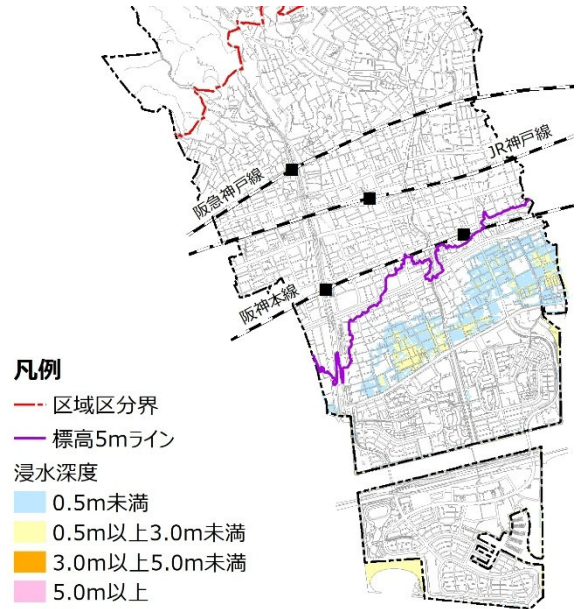 阪急神戸線
JR神戸線
阪神本線
凡例
区域区分界
標高5mライン
浸水深度
0.5m未満
0.5m以上3.0m未満
3.0m以上5.0m未満
5.0m以上